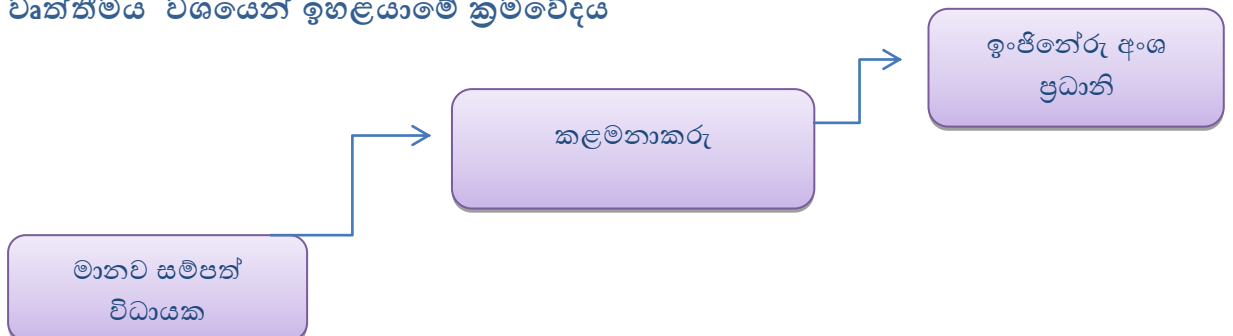 වෘත්තීමය වශයෙන් ඉහළයාමේ ක්‍රමවේදය
ඉංජිනේරු අංශ
ප්‍රධානි
කළමනාකරු
මානව සම්පත්
විධායක